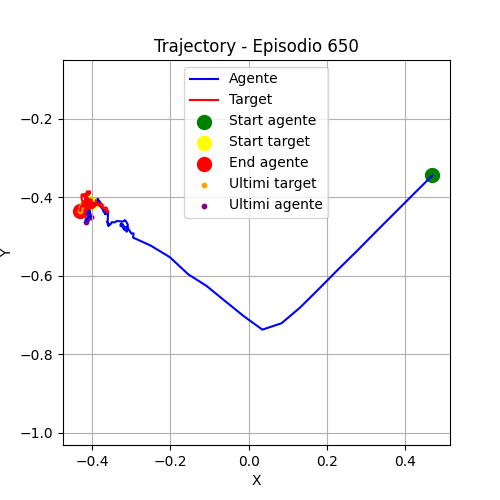 Trajectory - Episodio 650
Agente
Target
Start agente
Start target
End agente
Ultimi target
Ultimi agente
Y
−0.2
−0.4
−0.6
−0.8
−1.0
−0.4
−0.2
0.0
0.2
0.4
X